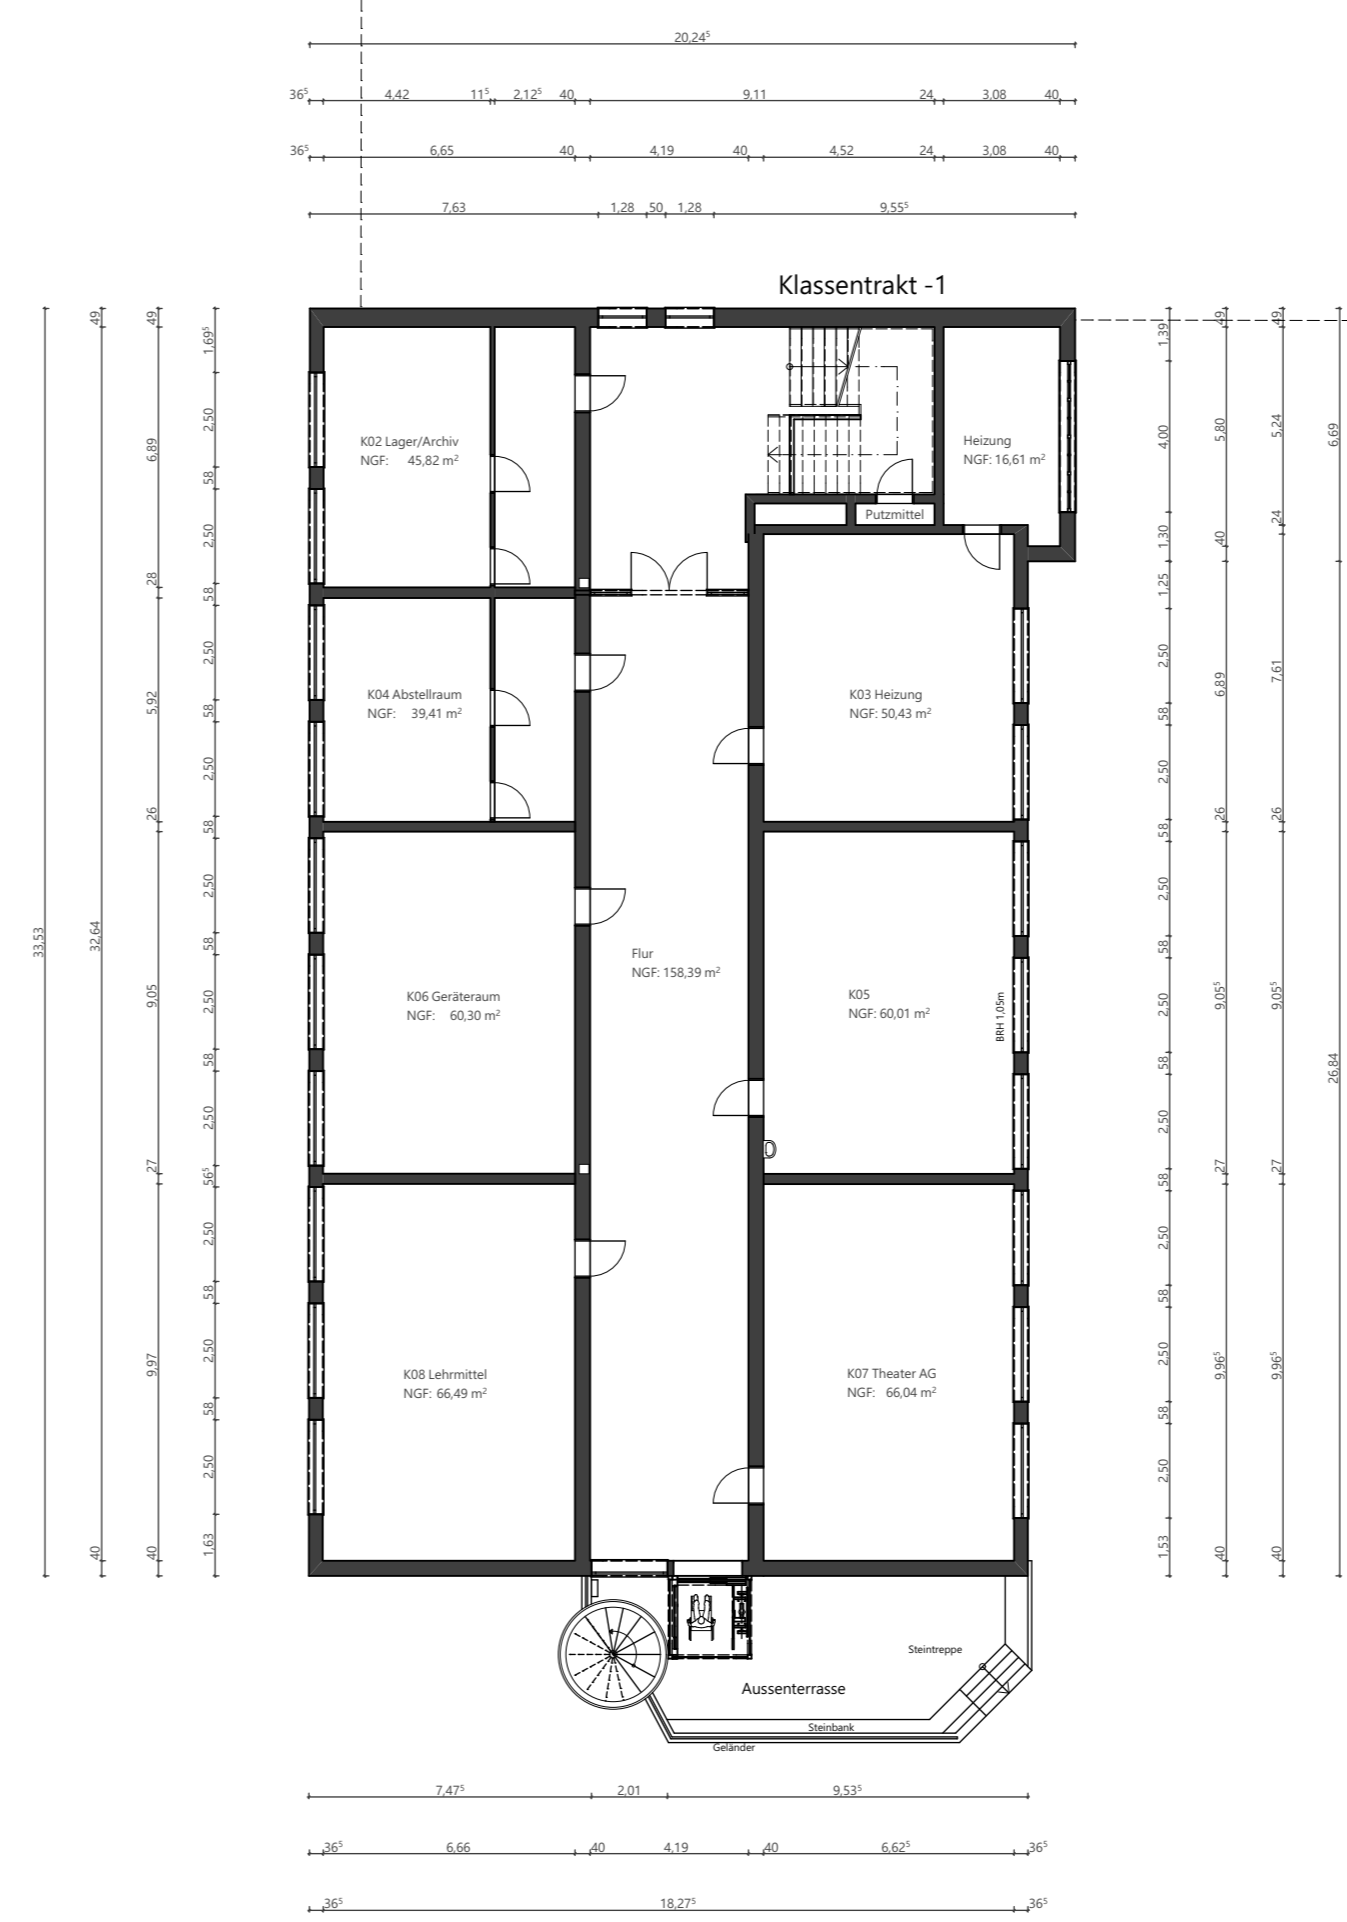 20,24⁵
36⁵ 4,42 11⁵ 2,12⁵ 40 9,11 24 3,08 40
36⁵ 6,65 40 4,19 40 4,52 24 3,08 40
7,63 1,28 50 1,28 9,55⁵
Klassentrakt -1
33,53
49 32,64 40
49 6,89 28 5,92 26 9,05 27 9,97 40
1,69⁵ 2,50 58 2,50 58 2,50 58 2,50 58 2,50 58 2,50 58 2,50 56⁵ 2,50 58 2,50 58 2,50 1,63
K02 Lager/Archiv
NGF: 45,82 m²
Heizung
NGF: 16,61 m²
Putzmittel
K04 Abstellraum
NGF: 39,41 m²
K03 Heizung
NGF: 50,43 m²
Flur
NGF: 158,39 m²
K06 Geräteraum
NGF: 60,30 m²
K05
NGF: 60,01 m²
BRH 1,05m
K08 Lehrmittel
NGF: 66,49 m²
K07 Theater AG
NGF: 66,04 m²
1,39 4,00 1,30 1,25 2,50 58 2,50 58 2,50 58 2,50 58 2,50 58 2,50 58 2,50 58 2,50 1,53
49 5,80 40 6,89 26 9,05⁵ 27 9,96⁵ 40
49 5,24 24 7,61 26 9,05⁵ 27 9,96⁵ 40
6,69 26,84
Steintreppe
Aussenterrasse
Steinbank
Geländer
7,47⁵ 2,01 9,53⁵
36⁵ 6,66 40 4,19 40 6,62⁵ 36⁵
36⁵ 18,27⁵ 36⁵